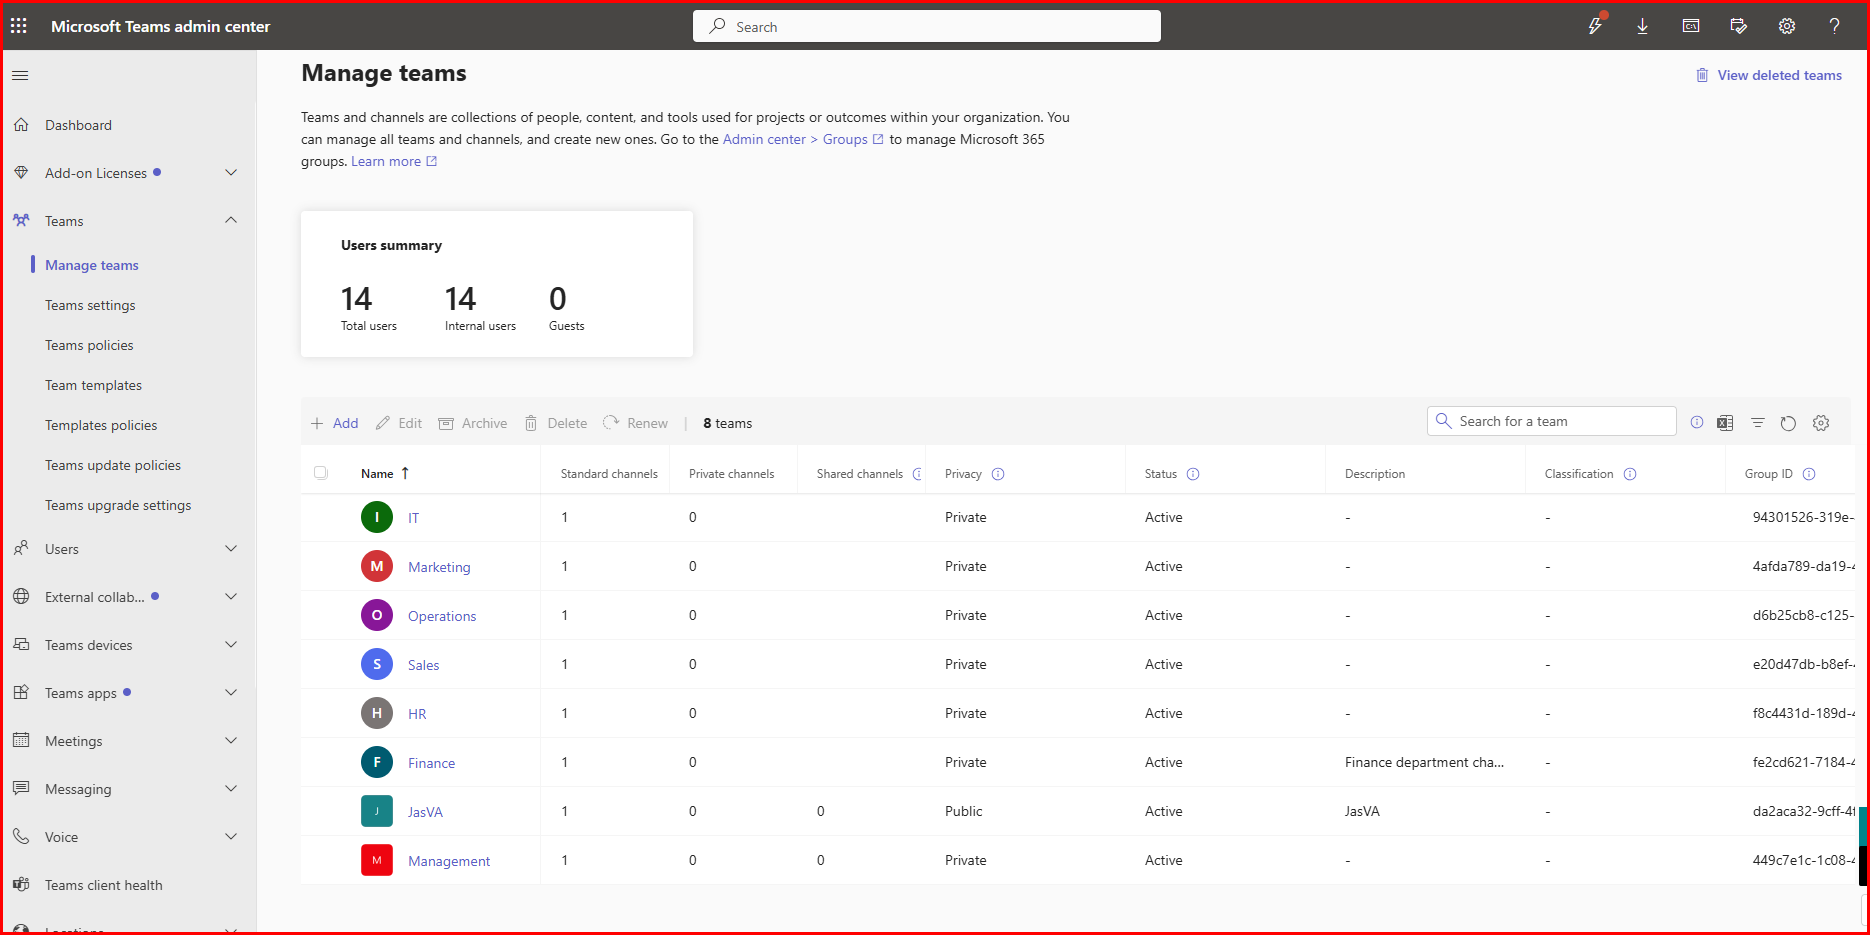 Microsoft Teams admin center
Search
Manage teams
View deleted teams
Teams and channels are collections of people, content, and tools used for projects or outcomes within your organization. You
can manage all teams and channels, and create new ones. Go to the Admin center > Groups to manage Microsoft 365
groups. Learn more
Dashboard
Add-on Licenses
Teams
Manage teams
Teams settings
Teams policies
Team templates
Templates policies
Teams update policies
Teams upgrade settings
Users
External collab...
Teams devices
Teams apps
Meetings
Messaging
Voice
Teams client health
Users summary
14 14 0
Total users Internal users Guests
Add Edit Archive Delete Renew | 8 teams Search for a team
Name ↑ Standard channels Private channels Shared channels Privacy Status Description Classification Group ID
I IT 1 0 Private Active - - 94301526-319e-
M Marketing 1 0 Private Active - - 4afda789-da19-4
O Operations 1 0 Private Active - - d6b25cb8-c125-
S Sales 1 0 Private Active - - e20d47db-b8ef-4
H HR 1 0 Private Active - - f8c4431d-189d-4
F Finance 1 0 Private Active Finance department cha... - fe2cd621-7184-4
J JasVA 1 0 0 Public Active JasVA - da2aca32-9cff-4f
M Management 1 0 0 Private Active - - 449c7e1c-1c08-4